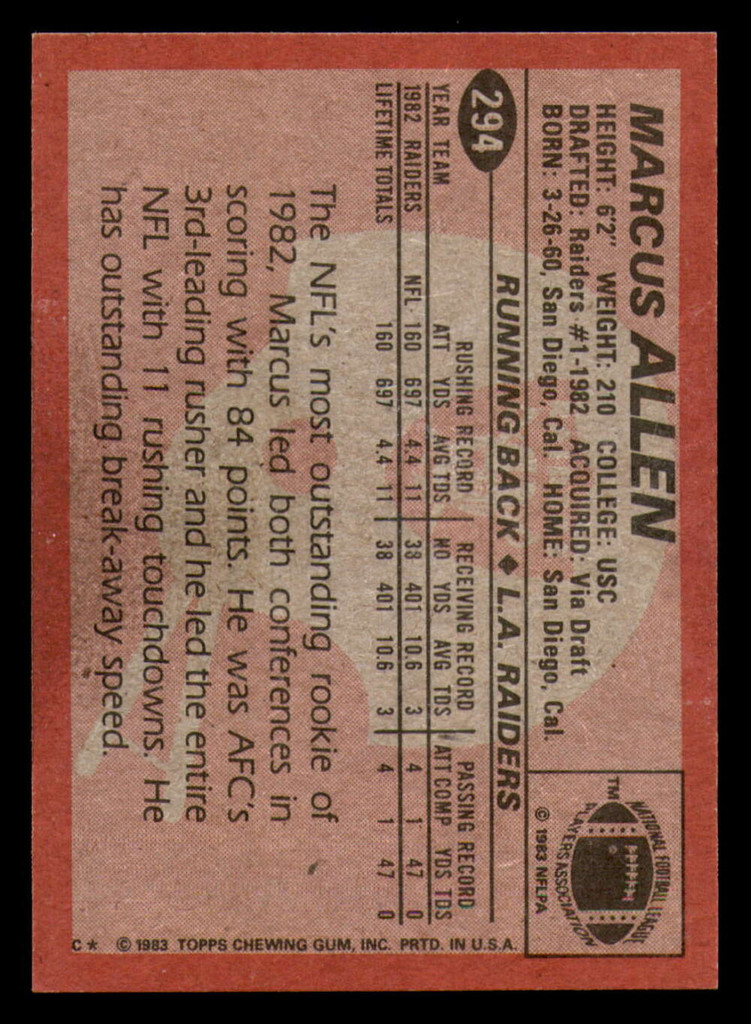 MARCUS ALLEN
HEIGHT: 6'2" WEIGHT: 210 COLLEGE: USC
DRAFTED: Raiders #1-1982 ACQUIRED: Via Draft
BORN: 3-26-60, San Diego, Cal. HOME: San Diego, Cal.
NATIONAL FOOTBALL LEAGUE
PLAYERS
PLAYERS ASSOCIATION
TM
© 1983 NFLPA
294
RUNNING BACK ♦ L.A. RAIDERS
RUSHING RECORD RECEIVING RECORD PASSING RECORD
YEAR TEAM ATT YDS AVG TDS NO YDS AVG TDS ATT COMP YDS TDS
1982 RAIDERS NFL 160 697 4.4 11 38 401 10.6 3 4 1 47 0
LIFETIME TOTALS 160 697 4.4 11 38 401 10.6 3 4 1 47 0
The NFL's most outstanding rookie of
1982, Marcus led both conferences in
scoring with 84 points. He was AFC's
3rd-leading rusher and he led the entire
NFL with 11 rushing touchdowns. He
has outstanding break-away speed.
C* © 1983 TOPPS CHEWING GUM, INC. PRTD. IN U.S.A.